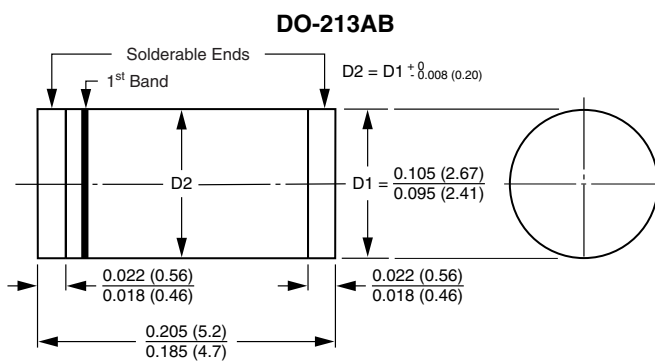 DO-213AB
Solderable Ends
D2 = D1 + 0 - 0.008 (0.20)
1st Band
D2
D1 = 0.105 (2.67)
0.095 (2.41)
0.022 (0.56)
0.018 (0.46)
0.022 (0.56)
0.018 (0.46)
0.205 (5.2)
0.185 (4.7)